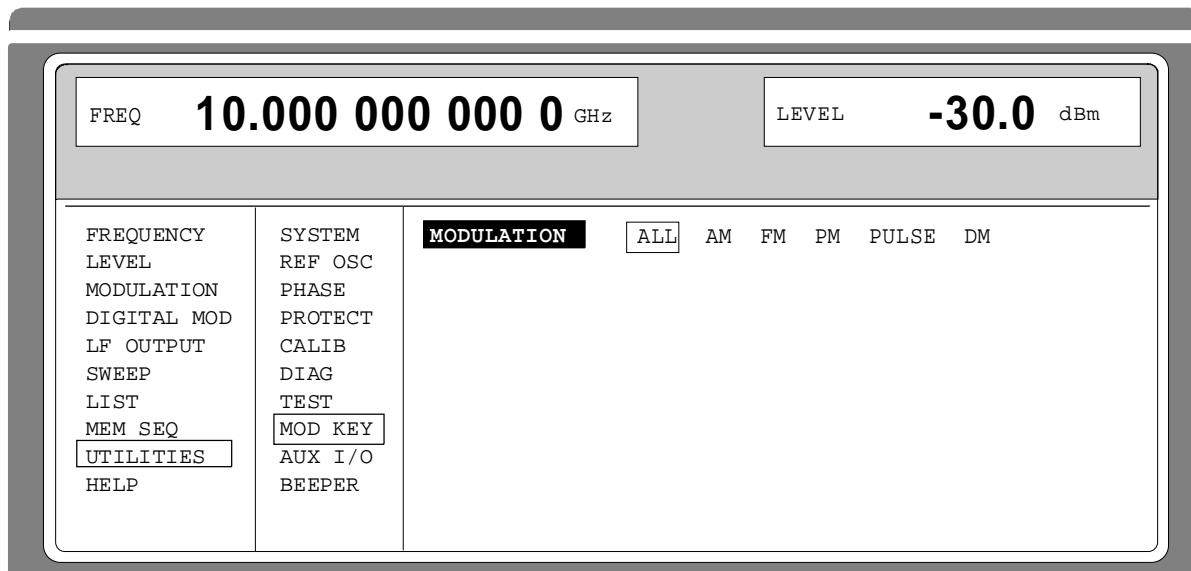 FREQ 10.000 000 000 0 GHz LEVEL -30.0 dBm
FREQUENCY SYSTEM MODULATION ALL AM FM PM PULSE DM
LEVEL REF OSC
MODULATION PHASE
DIGITAL MOD PROTECT
LF OUTPUT CALIB
SWEEP DIAG
LIST TEST
MEM SEQ MOD KEY
UTILITIES AUX I/O
HELP BEEPER